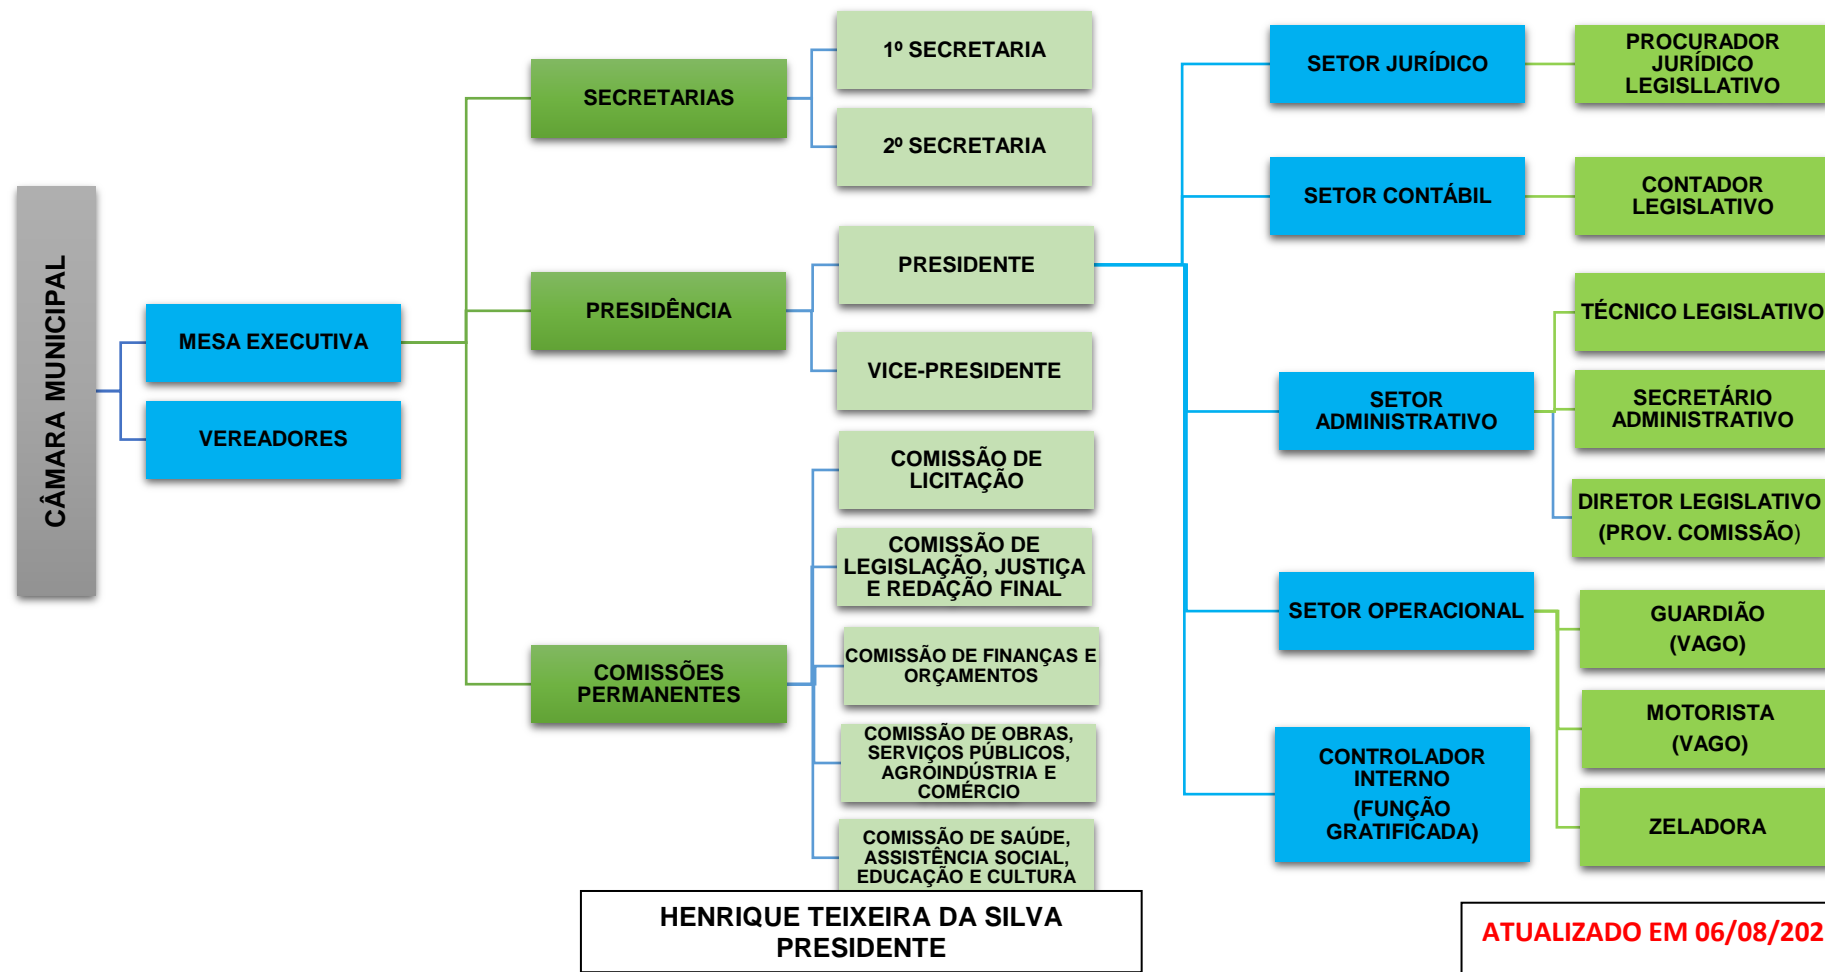 CÂMARA MUNICIPAL
MESA EXECUTIVA
VEREADORES
SECRETARIAS
PRESIDÊNCIA
COMISSÕES
PERMANENTES
1º SECRETARIA
2º SECRETARIA
PRESIDENTE
VICE-PRESIDENTE
COMISSÃO DE
LICITAÇÃO
COMISSÃO DE
LEGISLAÇÃO, JUSTIÇA
E REDAÇÃO FINAL
COMISSÃO DE FINANÇAS E
ORÇAMENTOS
COMISSÃO DE OBRAS,
SERVIÇOS PÚBLICOS,
AGROINDÚSTRIA E
COMÉRCIO
COMISSÃO DE SAÚDE,
ASSISTÊNCIA SOCIAL,
EDUCAÇÃO E CULTURA
SETOR JURÍDICO
SETOR CONTÁBIL
SETOR
ADMINISTRATIVO
SETOR OPERACIONAL
CONTROLADOR
INTERNO
(FUNÇÃO
GRATIFICADA)
PROCURADOR
JURÍDICO
LEGISLLATIVO
CONTADOR
LEGISLATIVO
TÉCNICO LEGISLATIVO
SECRETÁRIO
ADMINISTRATIVO
DIRETOR LEGISLATIVO
(PROV. COMISSÃO)
GUARDIÃO
(VAGO)
MOTORISTA
(VAGO)
ZELADORA
HENRIQUE TEIXEIRA DA SILVA
PRESIDENTE
ATUALIZADO EM 06/08/202